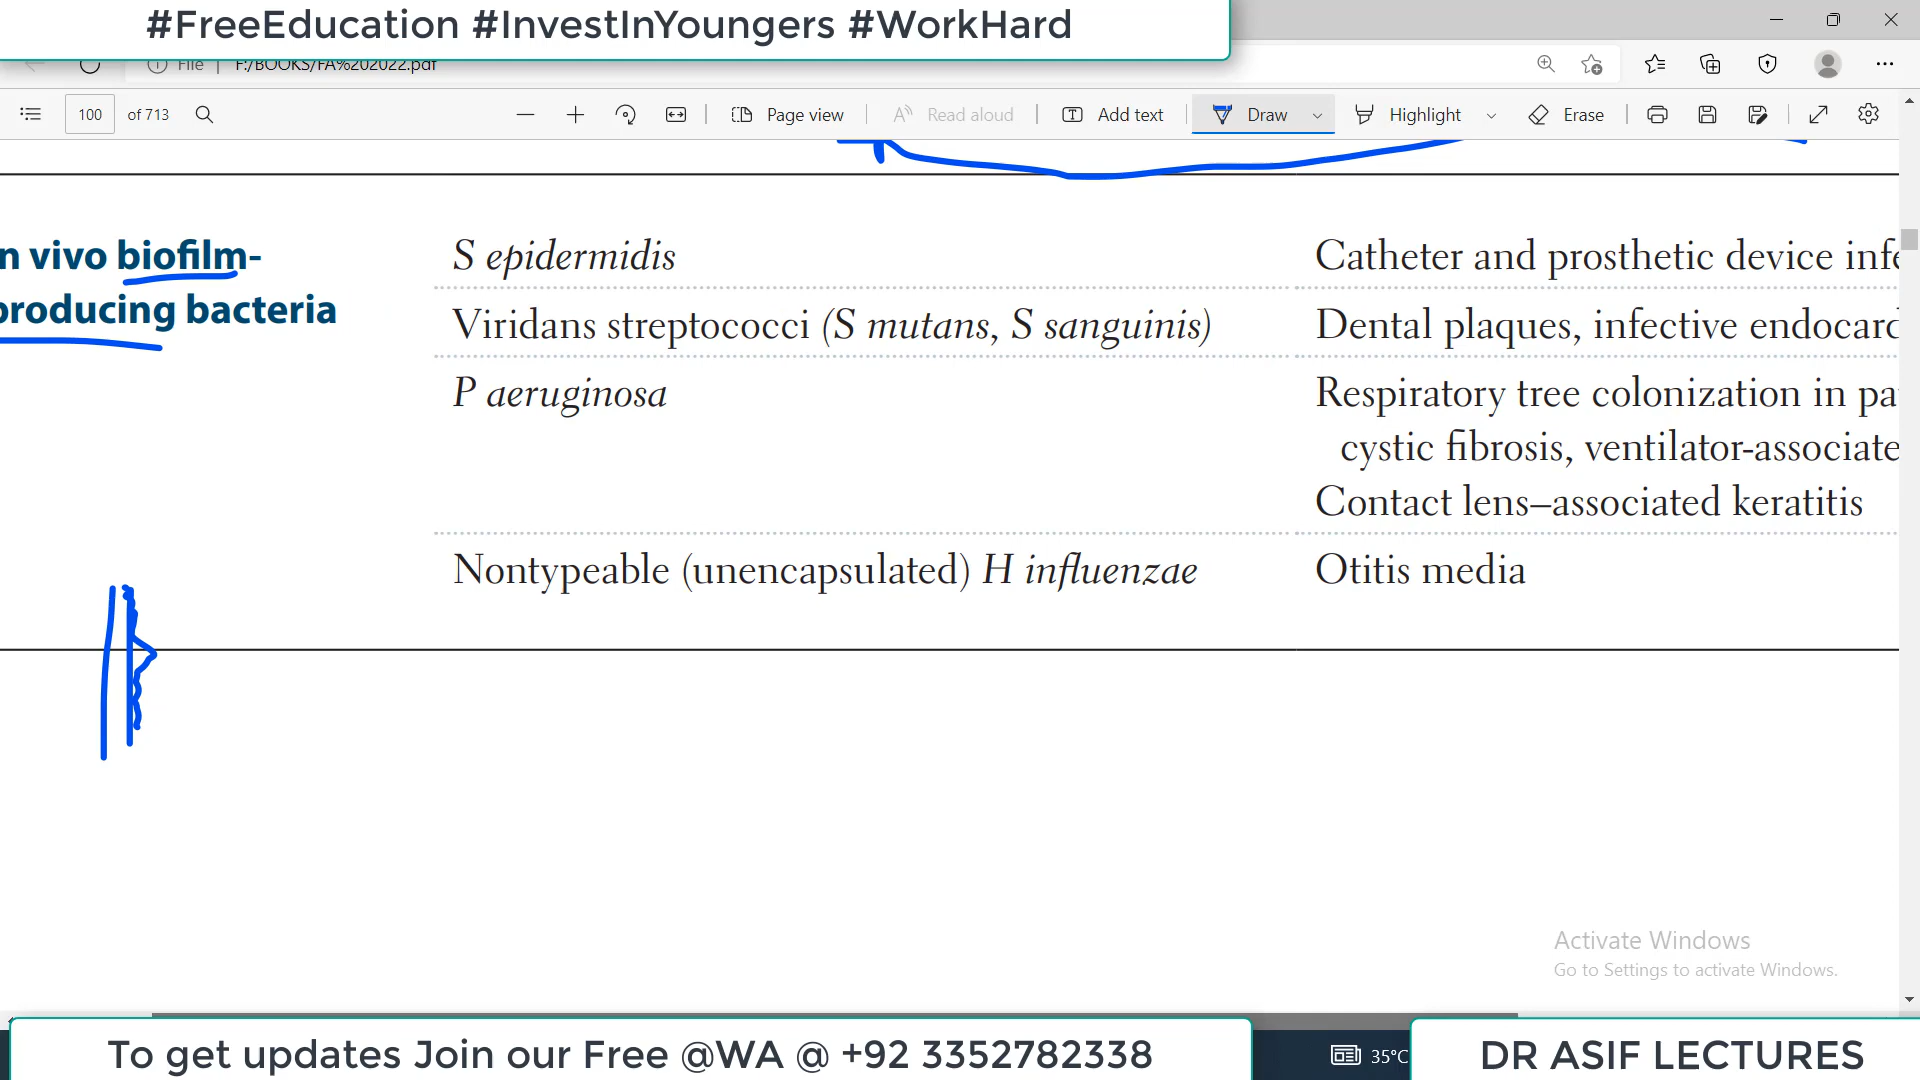 #FreeEducation #InvestInYoungers #WorkHard
File | F:/BOOKS/FA%202022.pdf
100 of 713 Page view Read aloud Add text Draw Highlight Erase
n vivo biofilm-
producing bacteria
S epidermidis
Catheter and prosthetic device infe
Viridans streptococci (S mutans, S sanguinis)
Dental plaques, infective endocard
P aeruginosa
Respiratory tree colonization in pa
cystic fibrosis, ventilator-associate
Contact lens–associated keratitis
Nontypeable (unencapsulated) H influenzae
Otitis media
Activate Windows
Go to Settings to activate Windows.
To get updates Join our Free @WA @ +92 3352782338
35°C
DR ASIF LECTURES